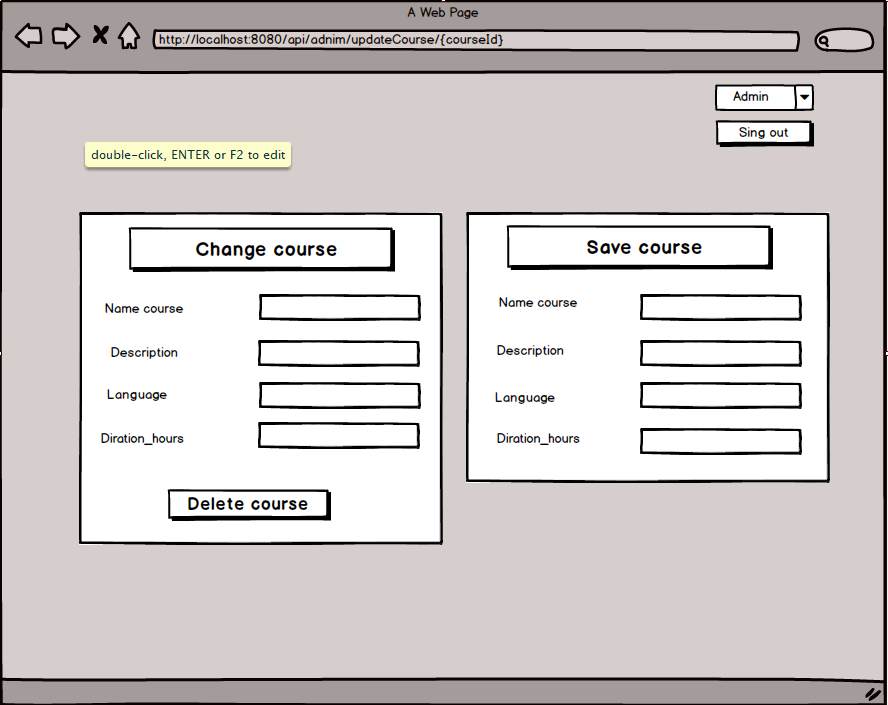 A Web Page
http://localhost:8080/api/adnim/updateCourse/{courseId}
Admin
Sing out
double-click, ENTER or F2 to edit
Change course
Name course
Description
Language
Diration_hours
Delete course
Save course
Name course
Description
Language
Diration_hours